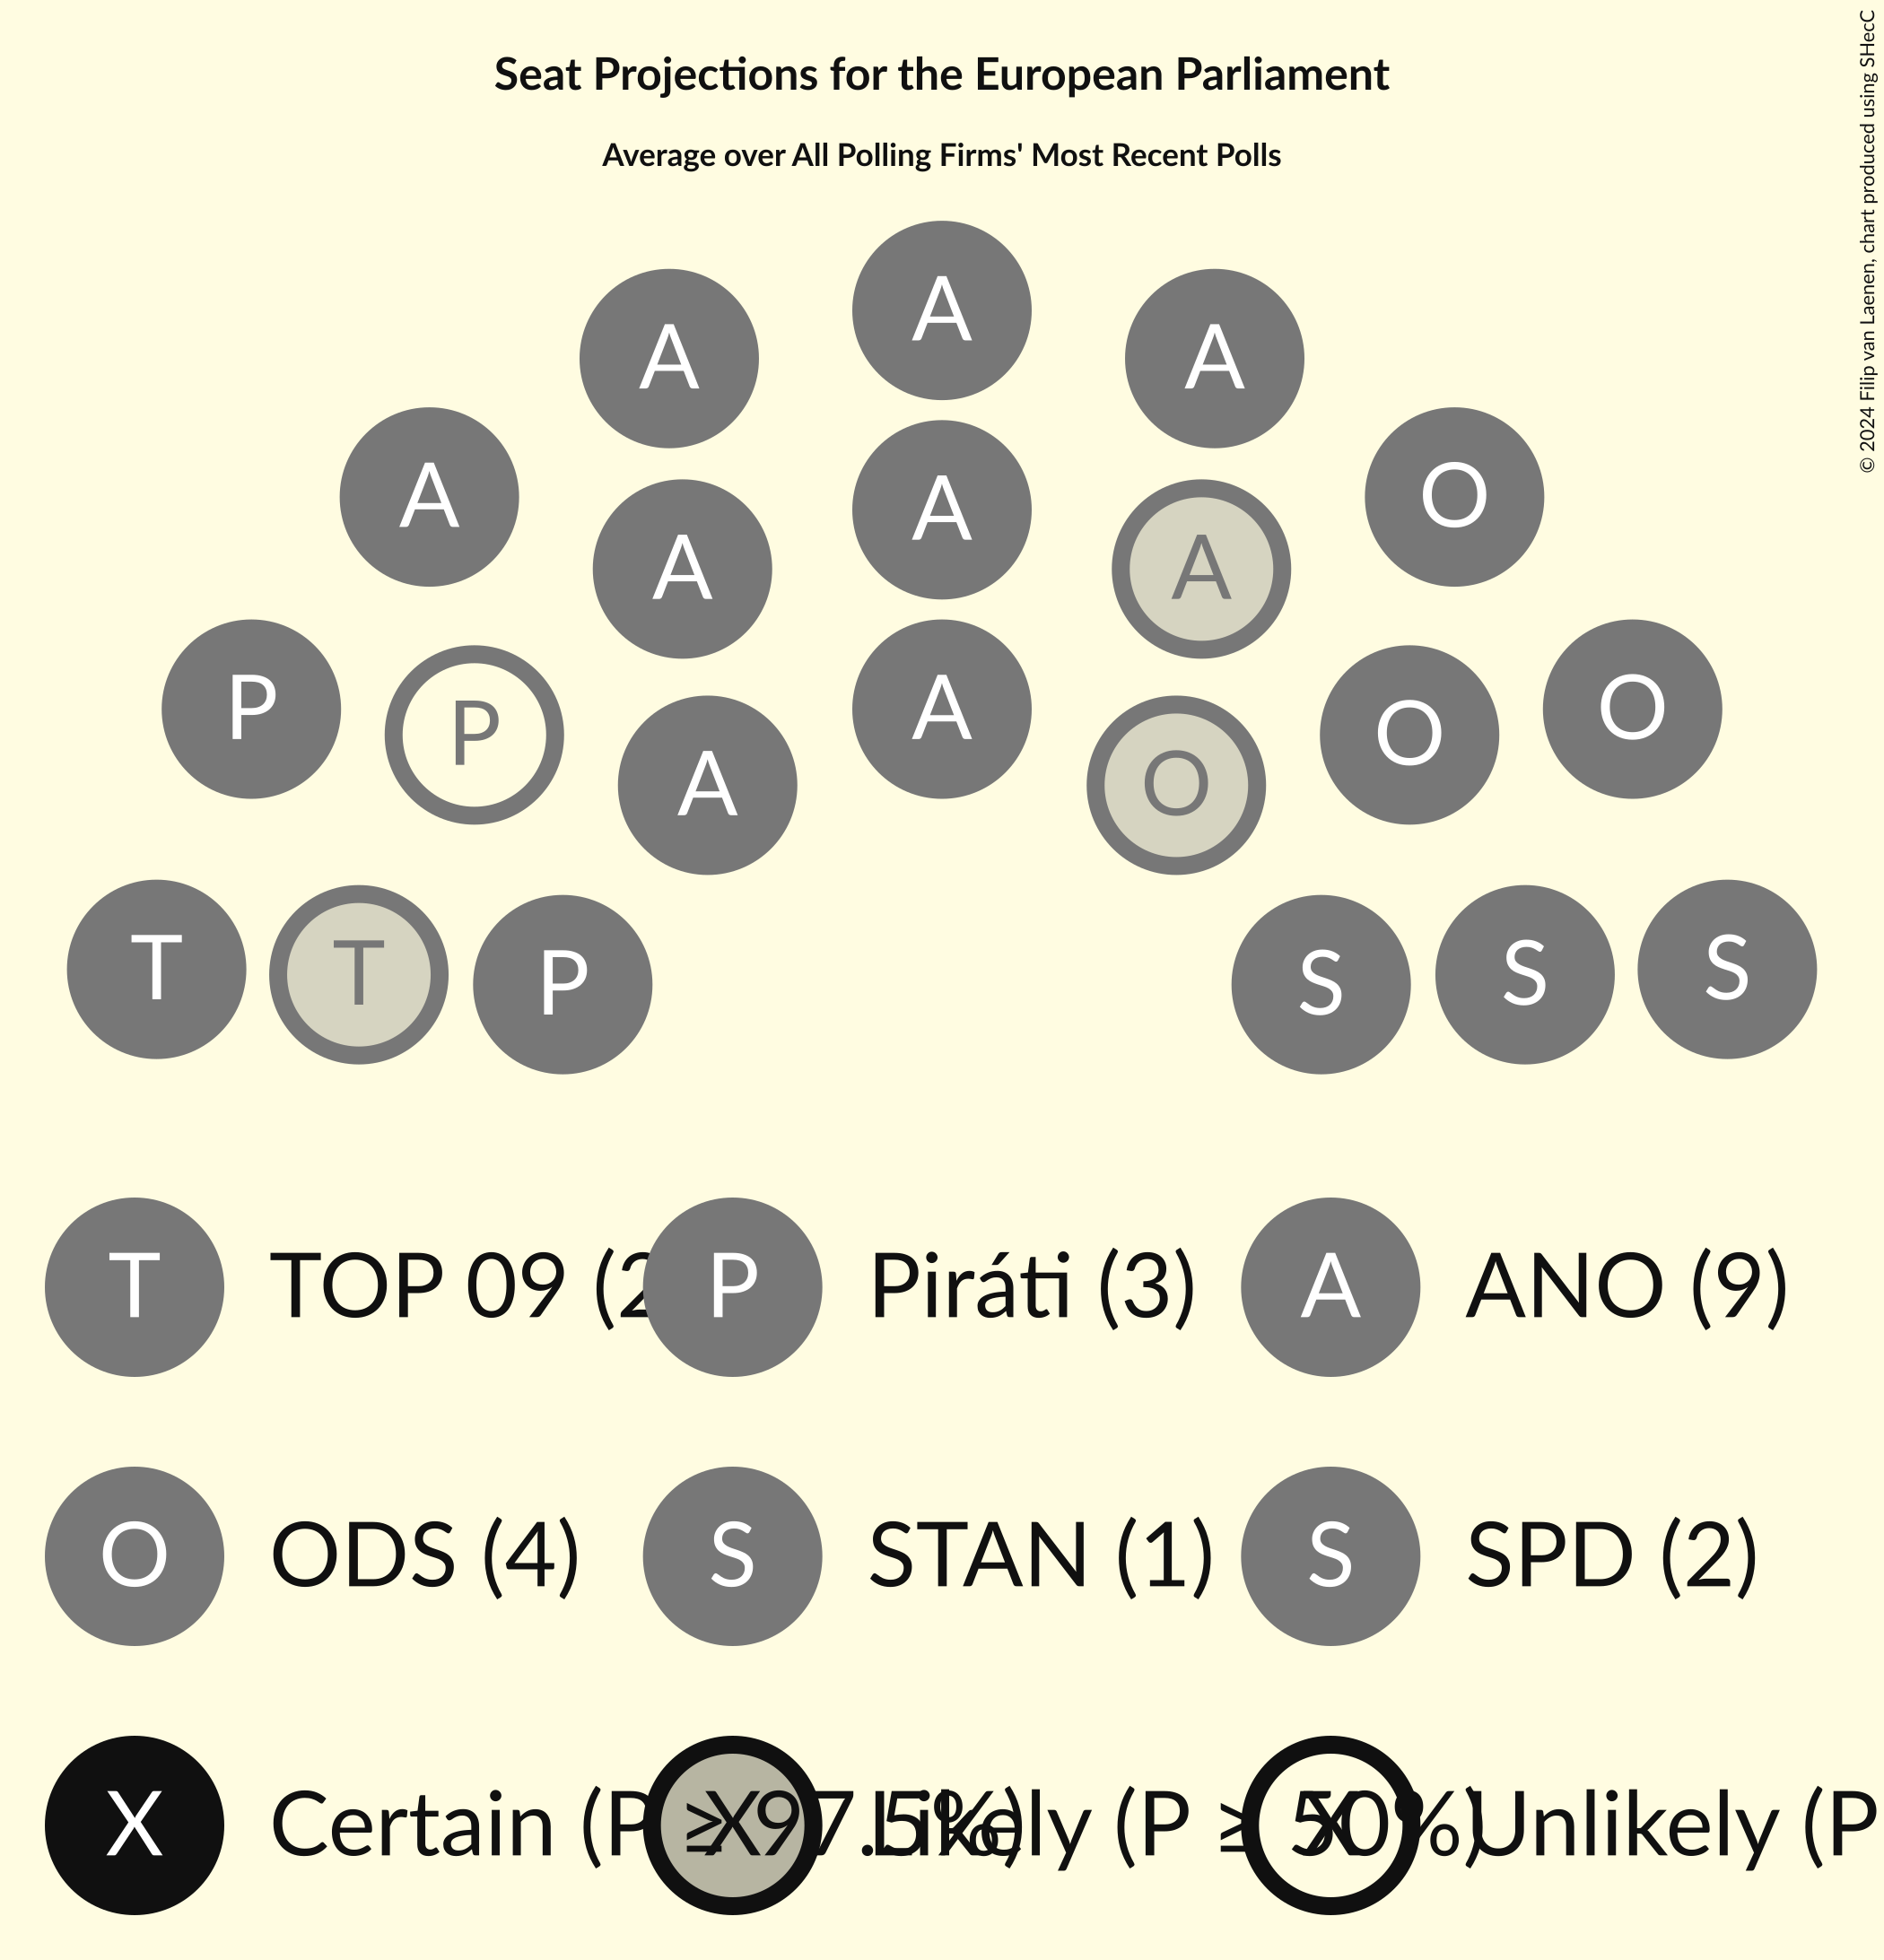 Seat Projections for the European Parliament
Average over All Polling Firms' Most Recent Polls
© 2024 Filip van Laenen, chart produced using SHecC
A
A A
A A O
A A
P A O
P O
A O
T T P S S S
T TOP 09 (2 P Piráti (3) A ANO (9)
O ODS (4) S STAN (1) S SPD (2)
X Certain (P ≥ 97.5%) X Likely (P ≥ 50%) X Unlikely (P